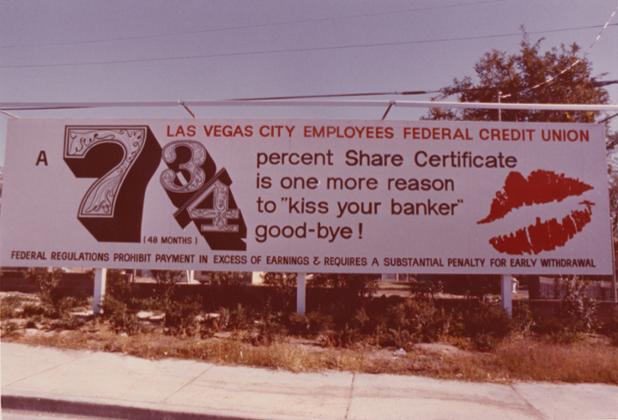 LAS VEGAS CITY EMPLOYEES FEDERAL CREDIT UNION
A 7 3/4 percent Share Certificate
is one more reason
to "kiss your banker"
(48 MONTHS) good-bye!
FEDERAL REGULATIONS PROHIBIT PAYMENT IN EXCESS OF EARNINGS & REQUIRES A SUBSTANTIAL PENALTY FOR EARLY WITHDRAWAL